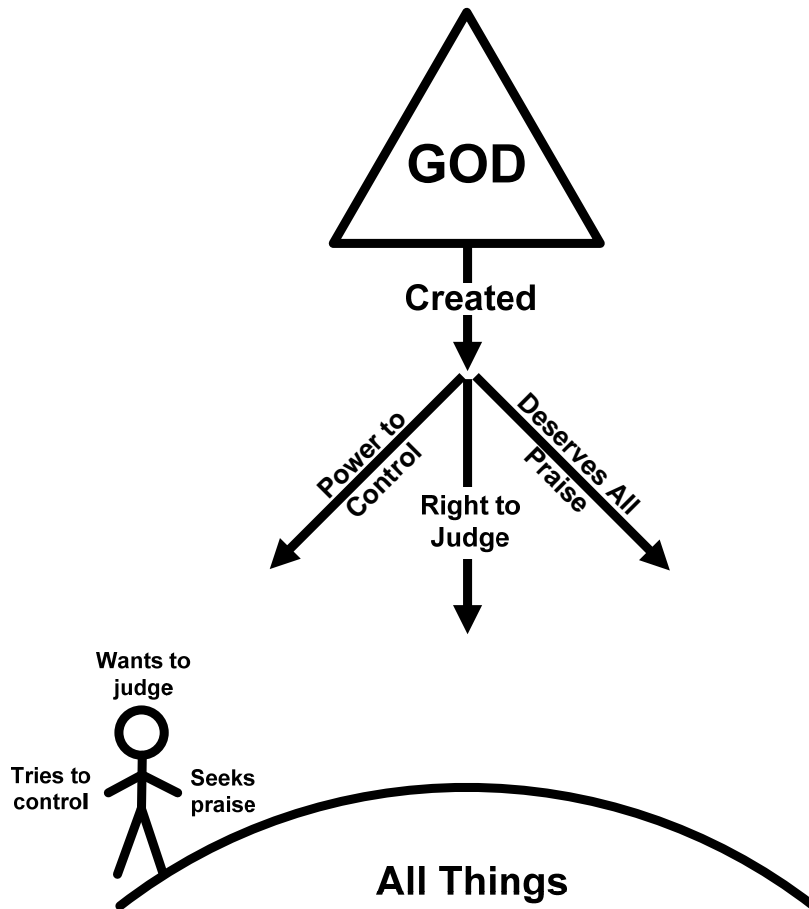 GOD
Created
Power to
Control
Right to
Judge
Deserves All
Praise
Wants to
judge
Tries to
control
Seeks
praise
All Things